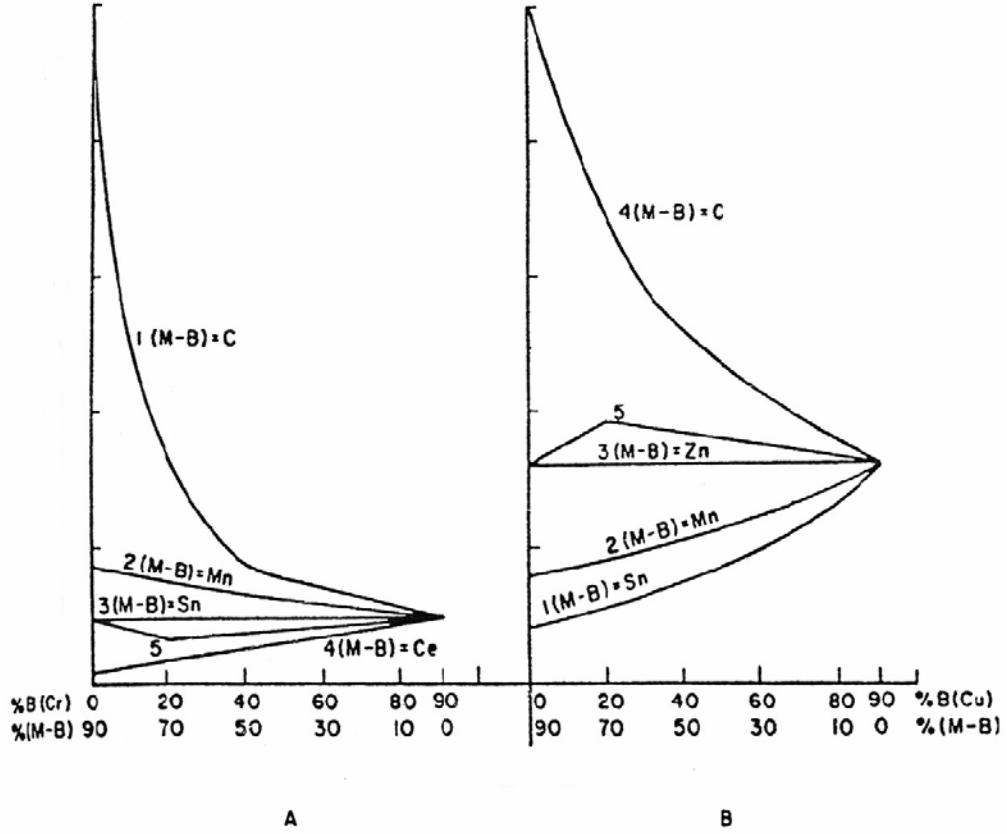 1 (M-B)=C
2(M-B)=Mn
3(M-B)=Sn
5
4(M-B)=Ce
%B(Cr) 0 20 40 60 80 90
%(M-B) 90 70 50 30 10 0
A
4(M-B)=C
5
3(M-B)=Zn
2(M-B)=Mn
1(M-B)=Sn
0 20 40 60 80 90 %B(Cu)
90 70 50 30 10 0 %(M-B)
B